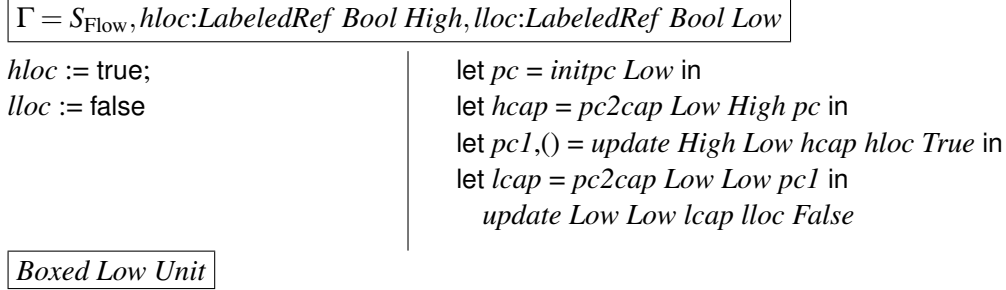 Γ = S_Flow, hloc:LabeledRef Bool High, lloc:LabeledRef Bool Low
hloc := true;
lloc := false
let pc = initpc Low in
let hcap = pc2cap Low High pc in
let pc1,() = update High Low hcap hloc True in
let lcap = pc2cap Low Low pc1 in
update Low Low lcap lloc False
Boxed Low Unit